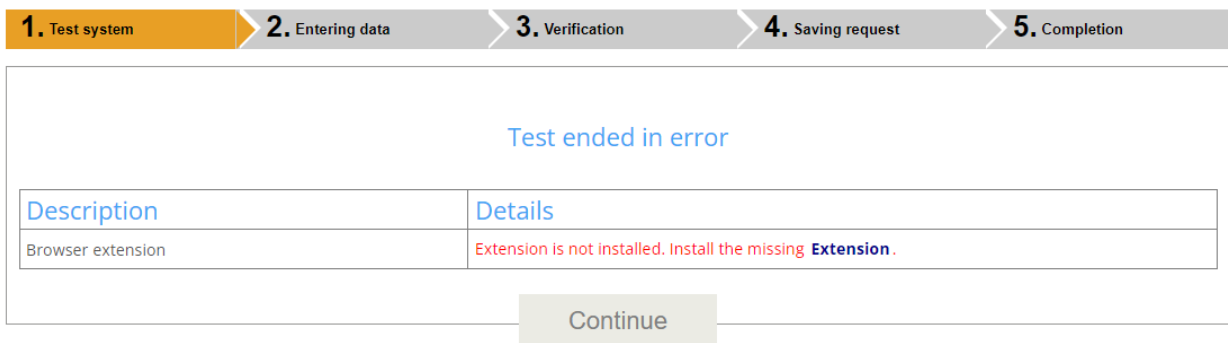 1. Test system 2. Entering data 3. Verification 4. Saving request 5. Completion
Test ended in error
Description Details
Browser extension Extension is not installed. Install the missing Extension.
Continue